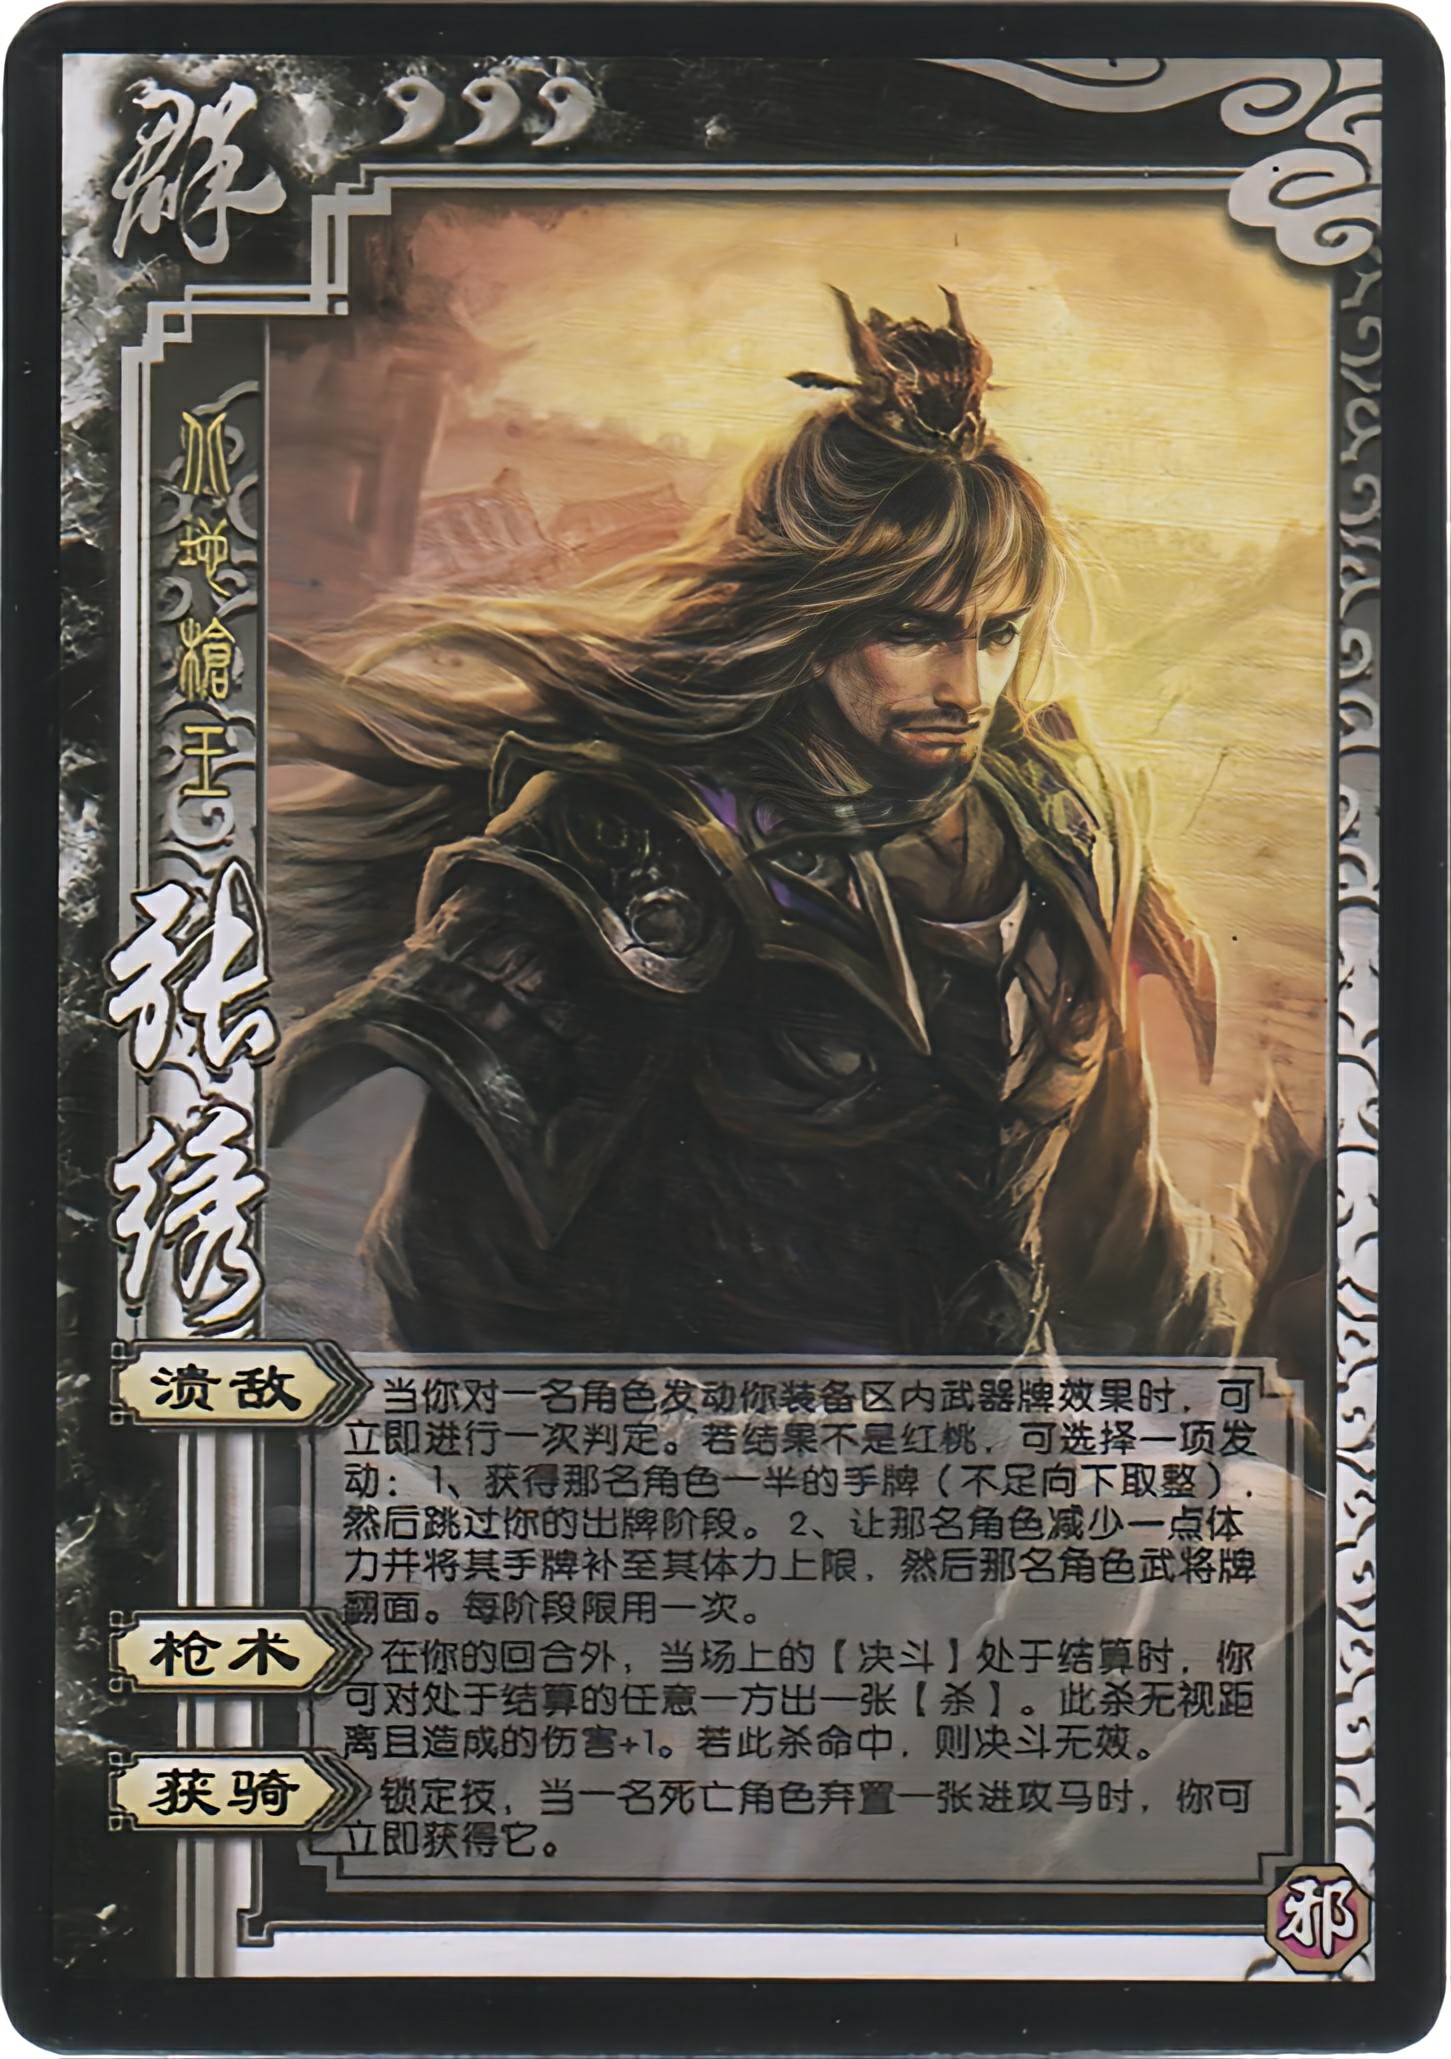 群
北地槍王
张绣
溃敌
当你对一名角色发动你装备区内武器牌效果时，可
立即进行一次判定。若结果不是红桃，可选择一项发
动：1、获得那名角色一半的手牌（不足向下取整），
然后跳过你的出牌阶段。2、让那名角色减少一点体
力并将其手牌补至其体力上限，然后那名角色武将牌
翻面。每阶段限用一次。
枪术
在你的回合外，当场上的【决斗】处于结算时，你
可对处于结算的任意一方出一张【杀】。此杀无视距
离且造成的伤害+1。若此杀命中，则决斗无效。
获骑
锁定技，当一名死亡角色弃置一张进攻马时，你可
立即获得它。
邪